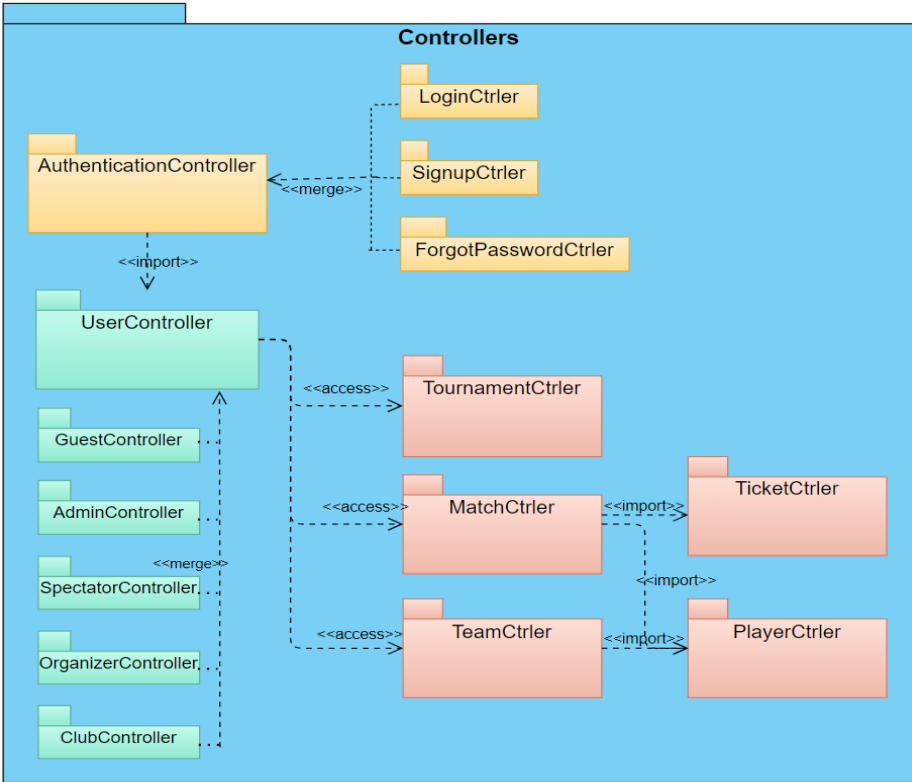 Controllers
LoginCtrler
AuthenticationController
SignupCtrler
<<merge>>
ForgotPasswordCtrler
<<import>>
UserController
<<access>>
TournamentCtrler
GuestController
AdminController
<<access>>
MatchCtrler
<<import>>
TicketCtrler
<<merge>>
SpectatorController
<<import>>
<<access>>
TeamCtrler
<<import>>
PlayerCtrler
OrganizerController
ClubController